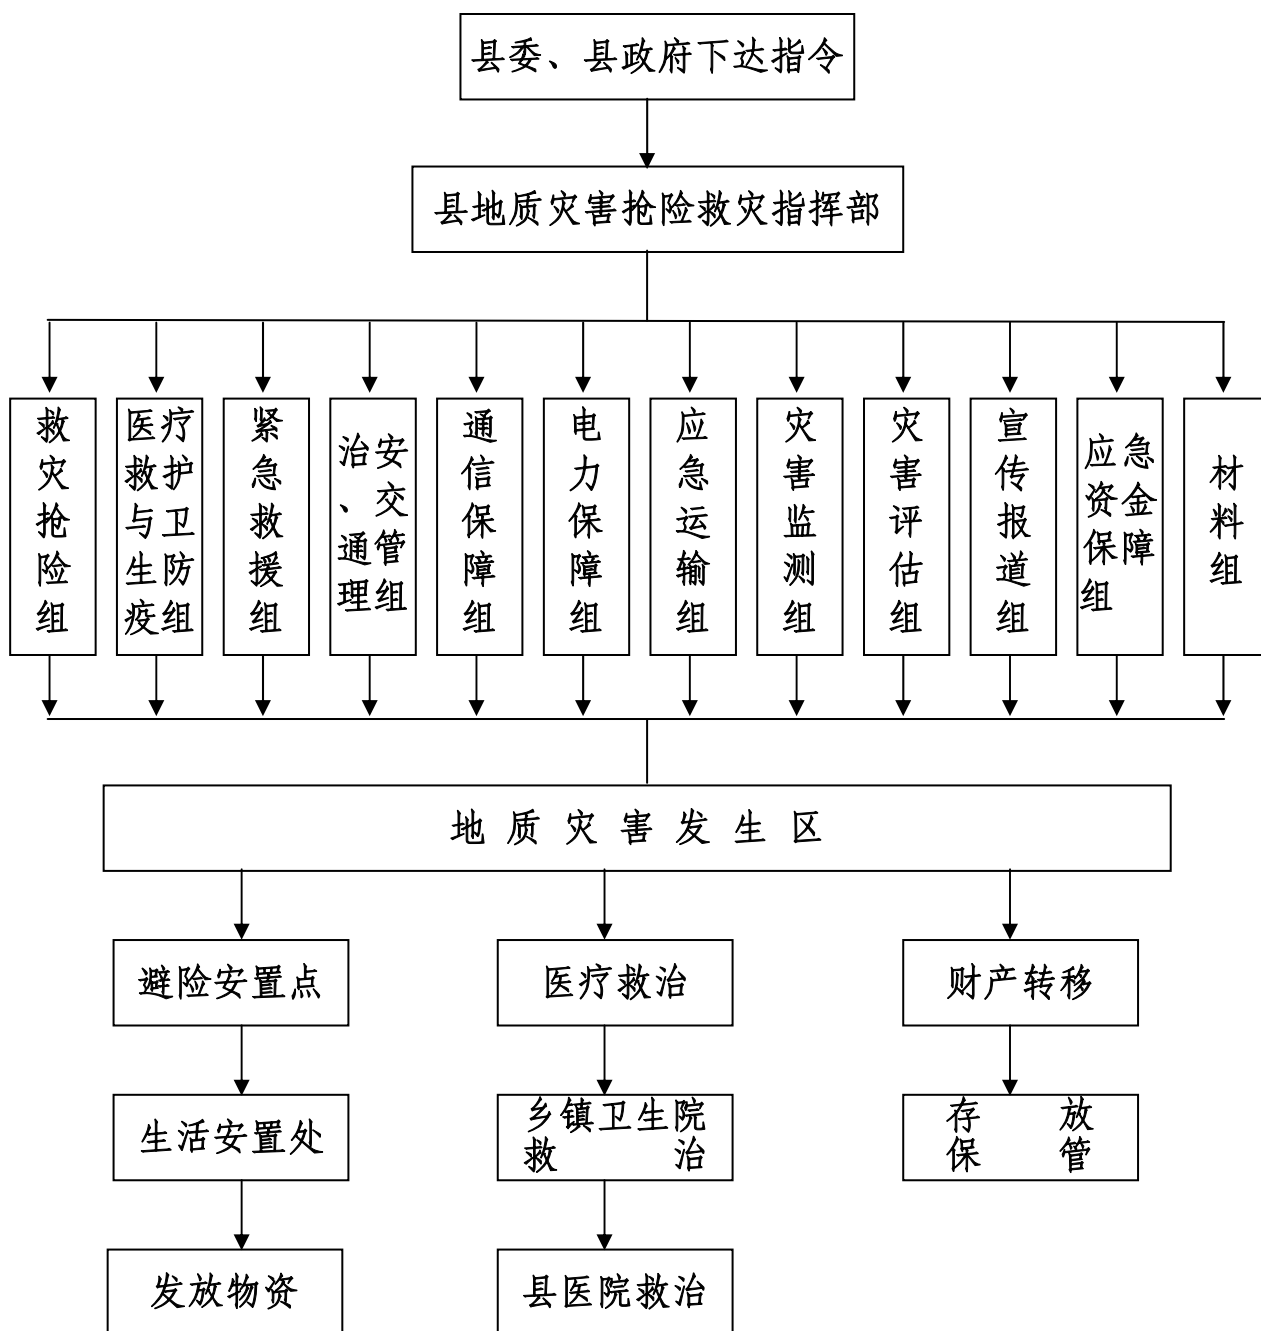 县委、县政府下达指令
县地质灾害抢险救灾指挥部
救灾抢险组
医疗
救护
与卫
生防
疫组
紧急救援组
治安
、交
通管
理组
通信保障组
电力保障组
应急运输组
灾害监测组
灾害评估组
宣传报道组
应急
资金
保障
组
材料组
地质灾害发生区
避险安置点
医疗救治
财产转移
生活安置处
乡镇卫生院
救治
存放
保管
发放物资
县医院救治